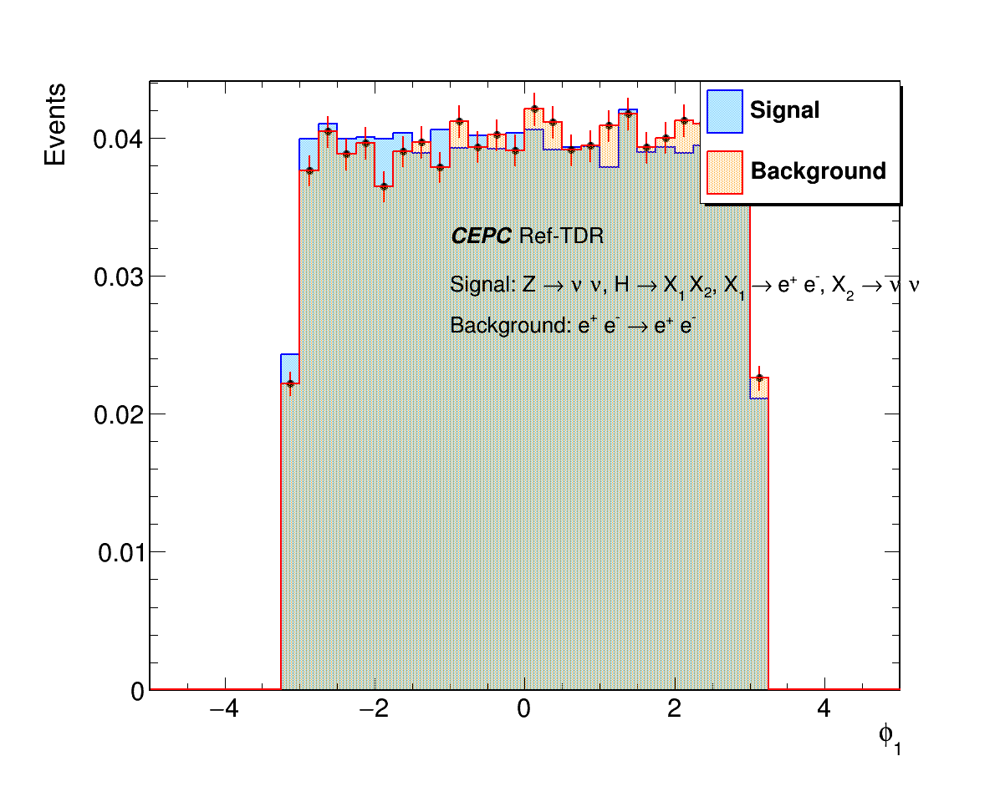 Events
Signal
Background
0.04
0.03
0.02
0.01
0
CEPC Ref-TDR
Signal: Z → ν ν, H → X₁ X₂, X₁ → e⁺ e⁻, X₂ → ν ν
Background: e⁺ e⁻ → e⁺ e⁻
−4 −2 0 2 4
ϕ₁